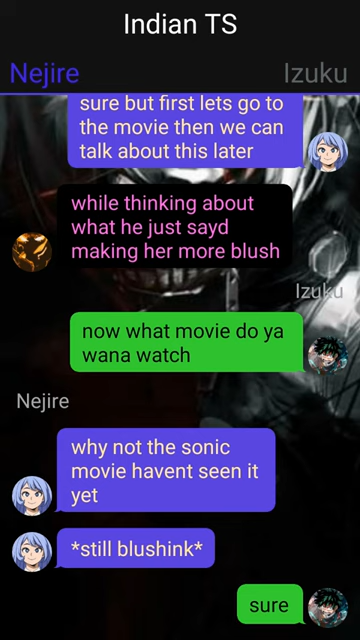 Indian TS
Nejire
Izuku
sure but first lets go to
the movie then we can
talk about this later
while thinking about
what he just sayd
making her more blush
Izuku
now what movie do ya
wana watch
Nejire
why not the sonic
movie havent seen it
yet
*still blushink*
sure